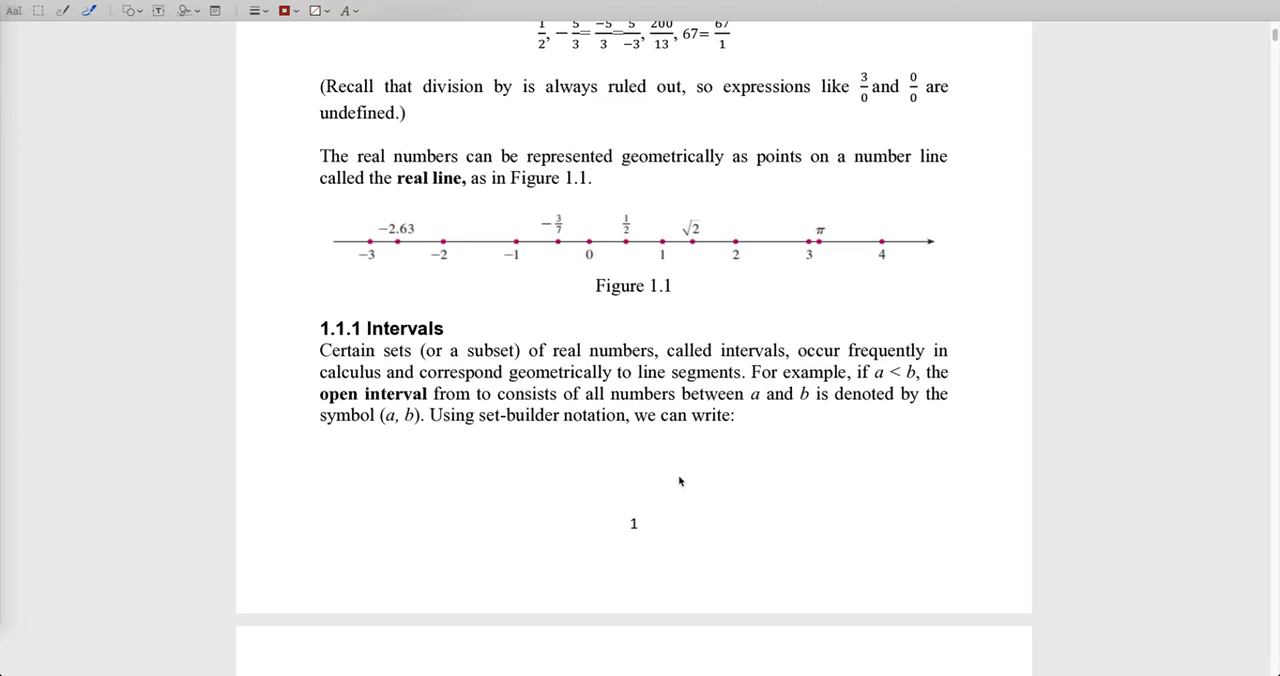 AaI A
1/2, −5/3 = −5/3 = 5/−3, 200/13, 67= 67/1
(Recall that division by is always ruled out, so expressions like 3/0 and 0/0 are
undefined.)
The real numbers can be represented geometrically as points on a number line
called the real line, as in Figure 1.1.
−2.63 −3/7 1/2 √2 π
−3 −2 −1 0 1 2 3 4
Figure 1.1
1.1.1 Intervals
Certain sets (or a subset) of real numbers, called intervals, occur frequently in
calculus and correspond geometrically to line segments. For example, if a < b, the
open interval from to consists of all numbers between a and b is denoted by the
symbol (a, b). Using set-builder notation, we can write:
1